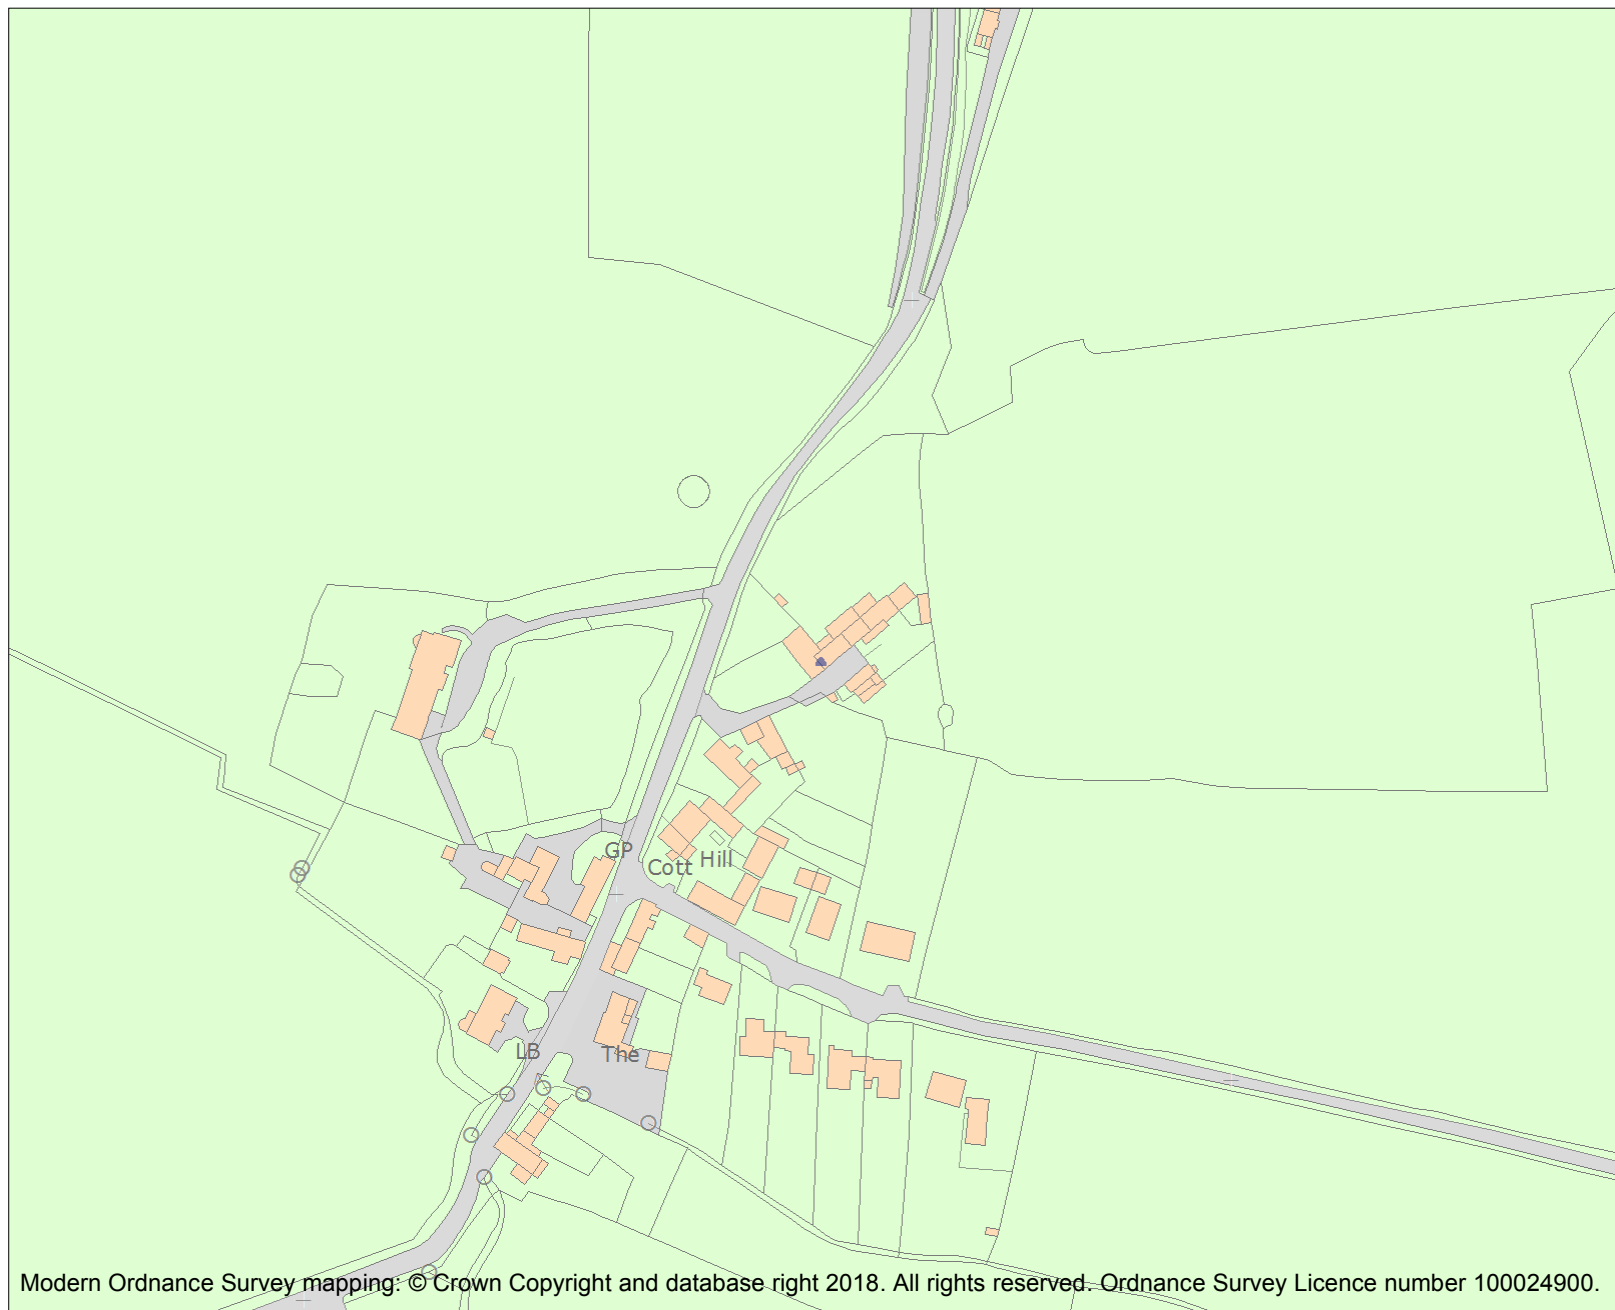 GP
Cott Hill
LB
The
Modern Ordnance Survey mapping: © Crown Copyright and database right 2018. All rights reserved. Ordnance Survey Licence number 100024900.